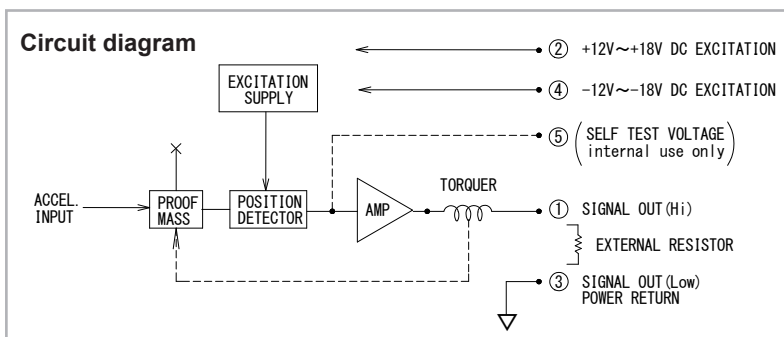 Circuit diagram
② +12V～+18V DC EXCITATION
EXCITATION
SUPPLY
④ −12V～−18V DC EXCITATION
⑤ (SELF TEST VOLTAGE
internal use only)
TORQUER
ACCEL.
INPUT
PROOF
MASS
POSITION
DETECTOR
AMP
① SIGNAL OUT(Hi)
EXTERNAL RESISTOR
③ SIGNAL OUT(Low)
POWER RETURN